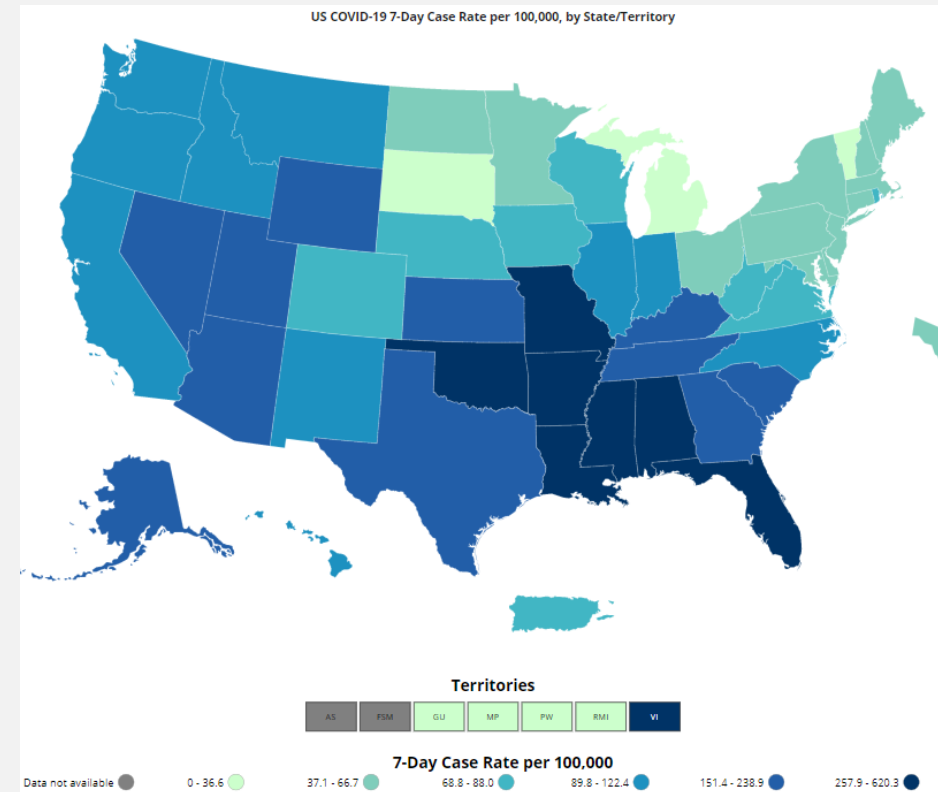 US COVID-19 7-Day Case Rate per 100,000, by State/Territory
Territories
AS FSM GU MP PW RMI VI
7-Day Case Rate per 100,000
Data not available 0 - 36.6 37.1 - 66.7 68.8 - 88.0 89.8 - 122.4 151.4 - 238.9 257.9 - 620.3